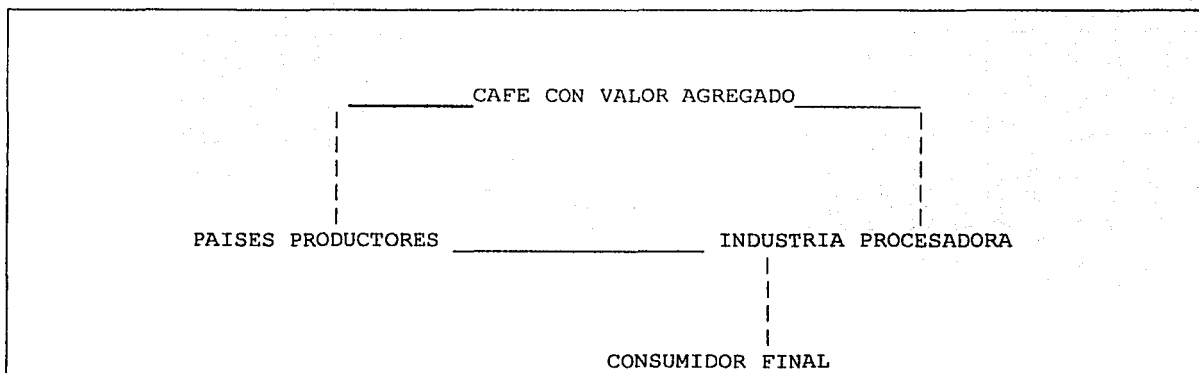 CAFE CON VALOR AGREGADO
PAISES PRODUCTORES INDUSTRIA PROCESADORA
CONSUMIDOR FINAL